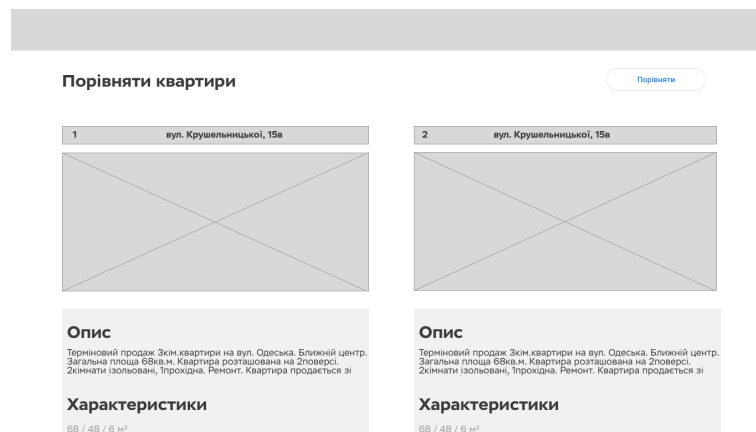 Порівняти квартири
Порівняти
1 вул. Крушельницької, 15в
2 вул. Крушельницької, 15в
Опис
Терміновий продаж 3кім.квартири на вул. Одеська. Ближній центр.
Загальна площа 68кв.м. Квартира розташована на 2поверсі.
2кімнати ізольовані, 1прохідна. Ремонт. Квартира продається зі
Характеристики
68 / 48 / 6 м²
Опис
Терміновий продаж 3кім.квартири на вул. Одеська. Ближній центр.
Загальна площа 68кв.м. Квартира розташована на 2поверсі.
2кімнати ізольовані, 1прохідна. Ремонт. Квартира продається зі
Характеристики
68 / 48 / 6 м²